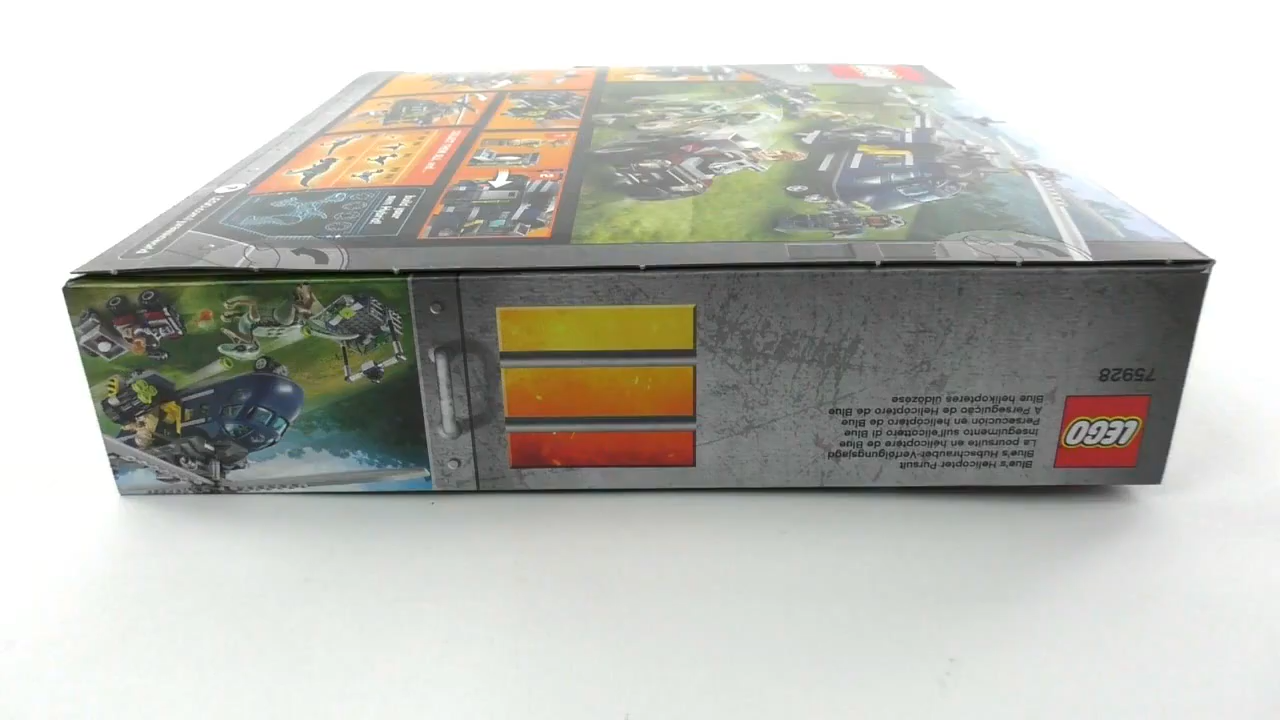 LEGO
75928
Blue's Helicopter Pursuit
Blue's Hubschrauber-Verfolgungsjagd
La poursuite en hélicoptère de Blue
Inseguimento sull'elicottero di Blue
Persecución en helicóptero de Blue
A Perseguição de Helicóptero de Blue
Blue helikopteres üldözése
LEGO